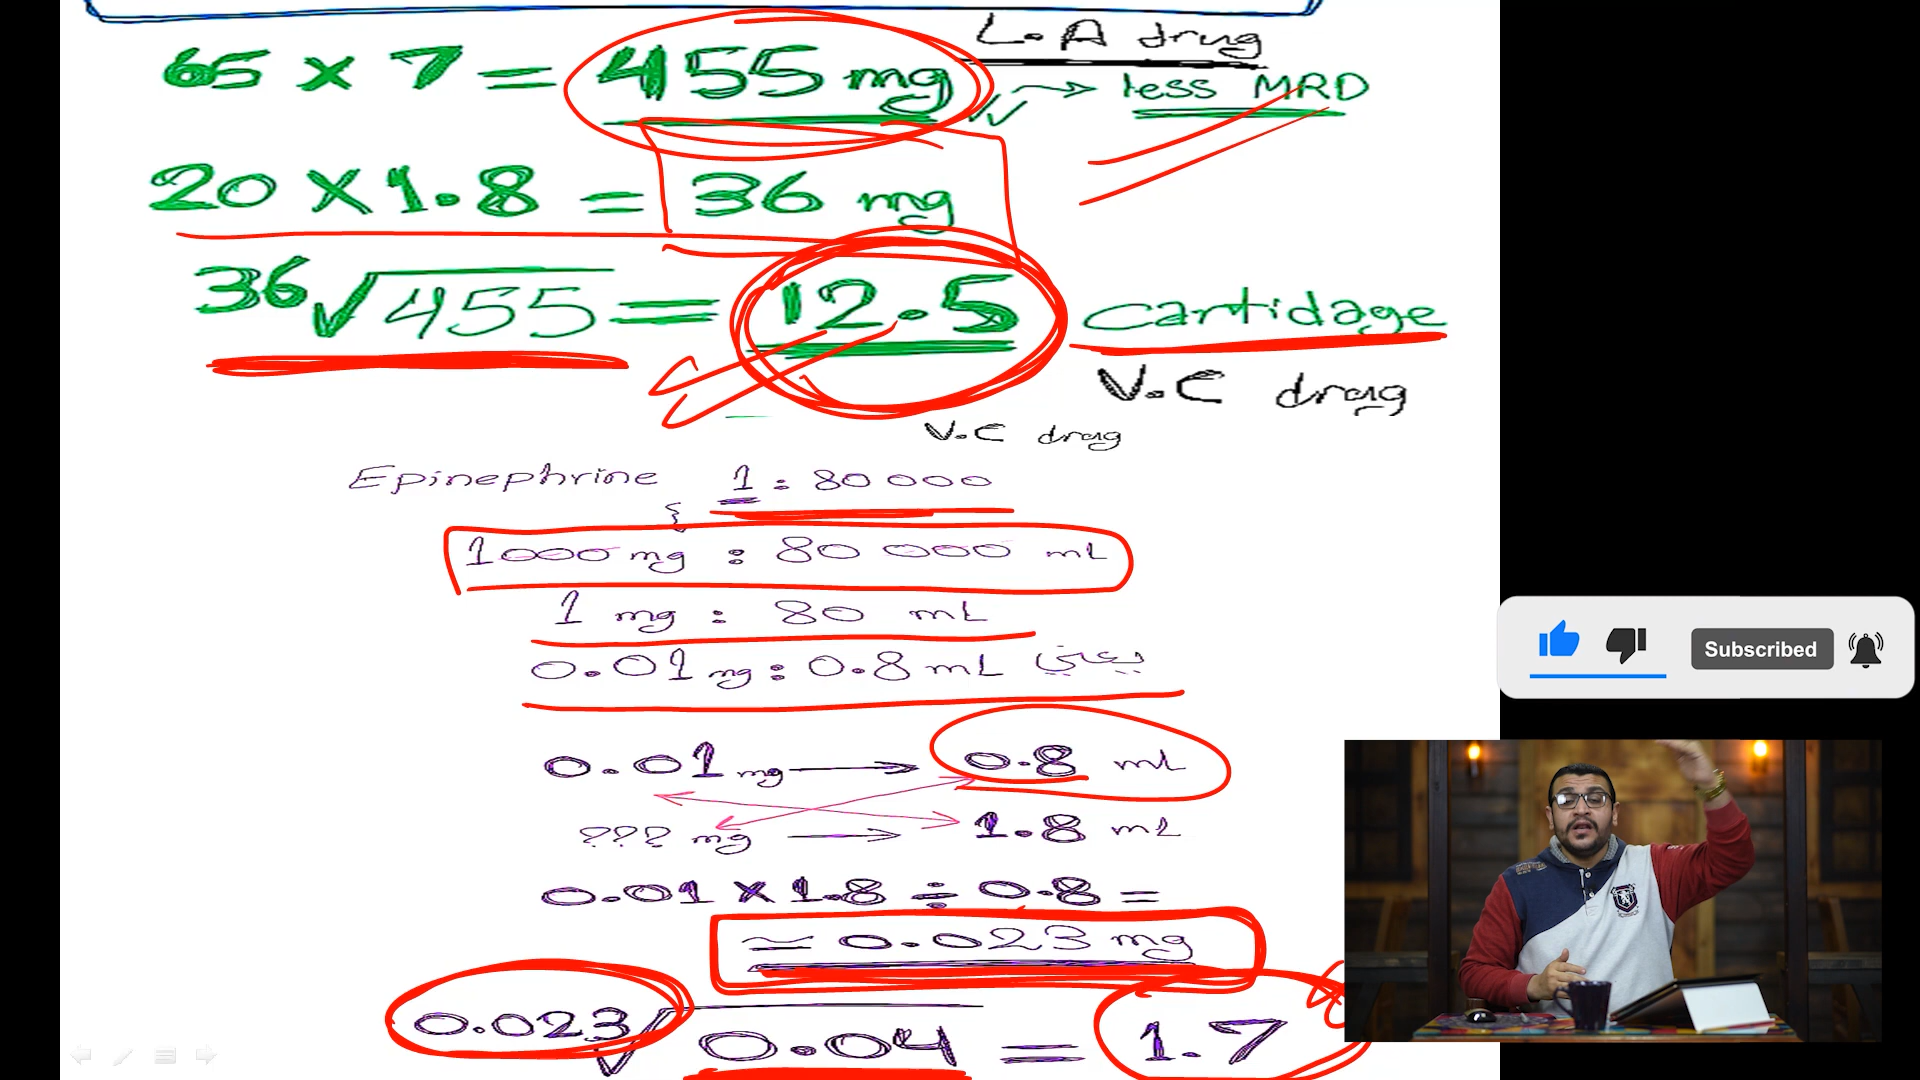 L.A drug
65 x 7 = 455 mg → less MRD
20 x 1.8 = 36 mg
36√455 = 12.5 cartidage
V.C drag
V.C drag
Epinephrine 1 : 80 000
1000 mg : 80 000 mL
1 mg : 80 mL
0.01 mg : 0.8 mL يعني
0.01 mg → 0.8 mL
??? mg → 1.8 mL
0.01 x 1.8 ÷ 0.8 =
≃ 0.023 mg
0.023√0.04 = 1.7
Subscribed